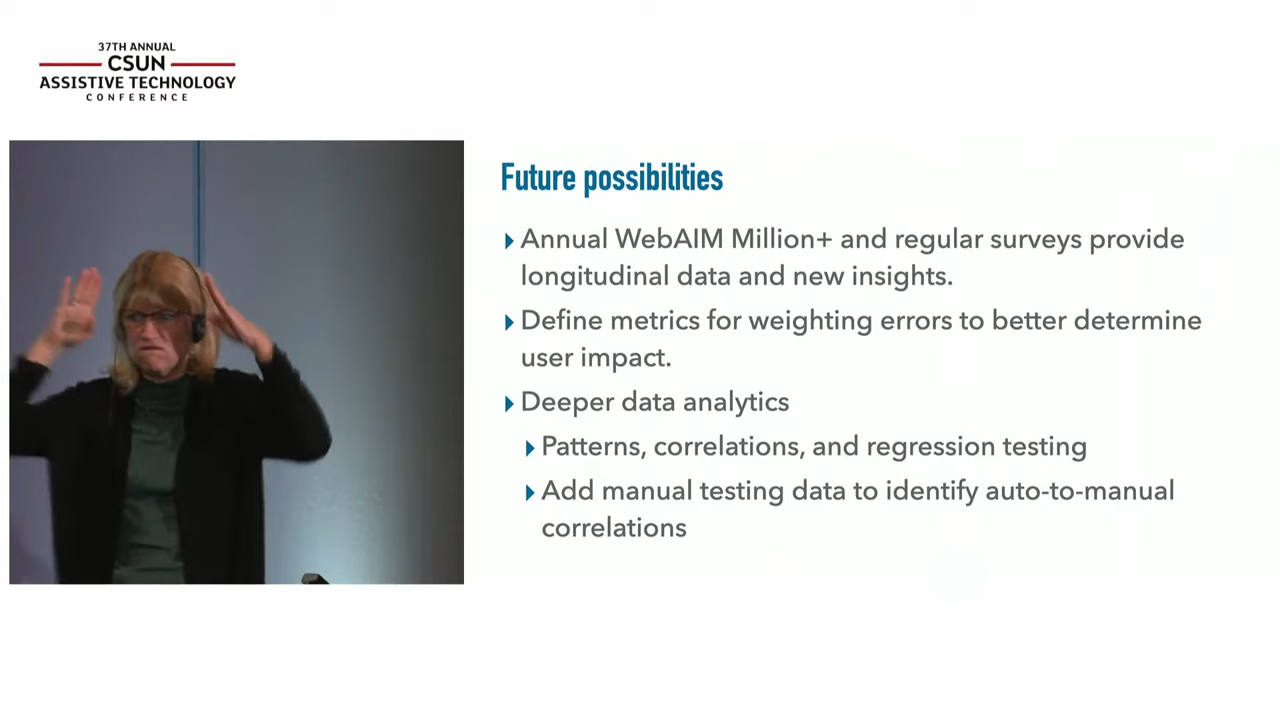 37TH ANNUAL
CSUN
ASSISTIVE TECHNOLOGY
CONFERENCE
Future possibilities
Annual WebAIM Million+ and regular surveys provide
longitudinal data and new insights.
Define metrics for weighting errors to better determine
user impact.
Deeper data analytics
Patterns, correlations, and regression testing
Add manual testing data to identify auto-to-manual
correlations